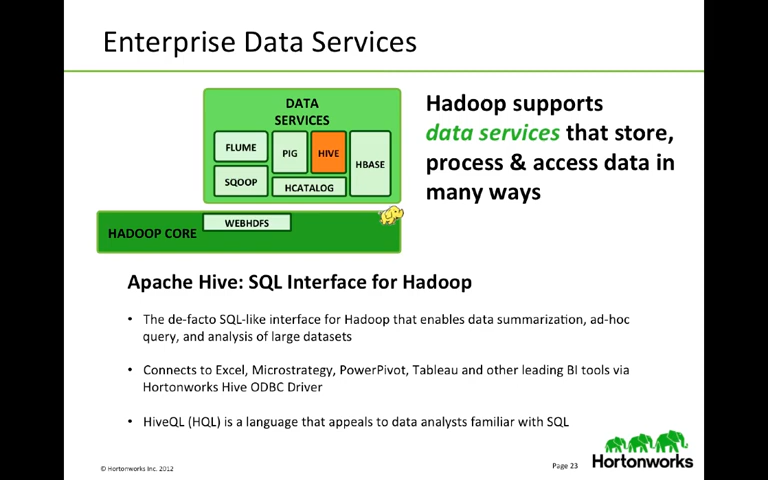 Enterprise Data Services
DATA
SERVICES
FLUME
PIG
HIVE
HBASE
SQOOP
HCATALOG
WEBHDFS
HADOOP CORE
Hadoop supports
data services that store,
process & access data in
many ways
Apache Hive: SQL Interface for Hadoop
• The de-facto SQL-like interface for Hadoop that enables data summarization, ad-hoc
query, and analysis of large datasets
• Connects to Excel, Microstrategy, PowerPivot, Tableau and other leading BI tools via
Hortonworks Hive ODBC Driver
• HiveQL (HQL) is a language that appeals to data analysts familiar with SQL
© Hortonworks Inc. 2012
Page 23
Hortonworks